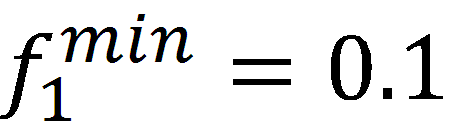 $f_1^{min} = 0.1$